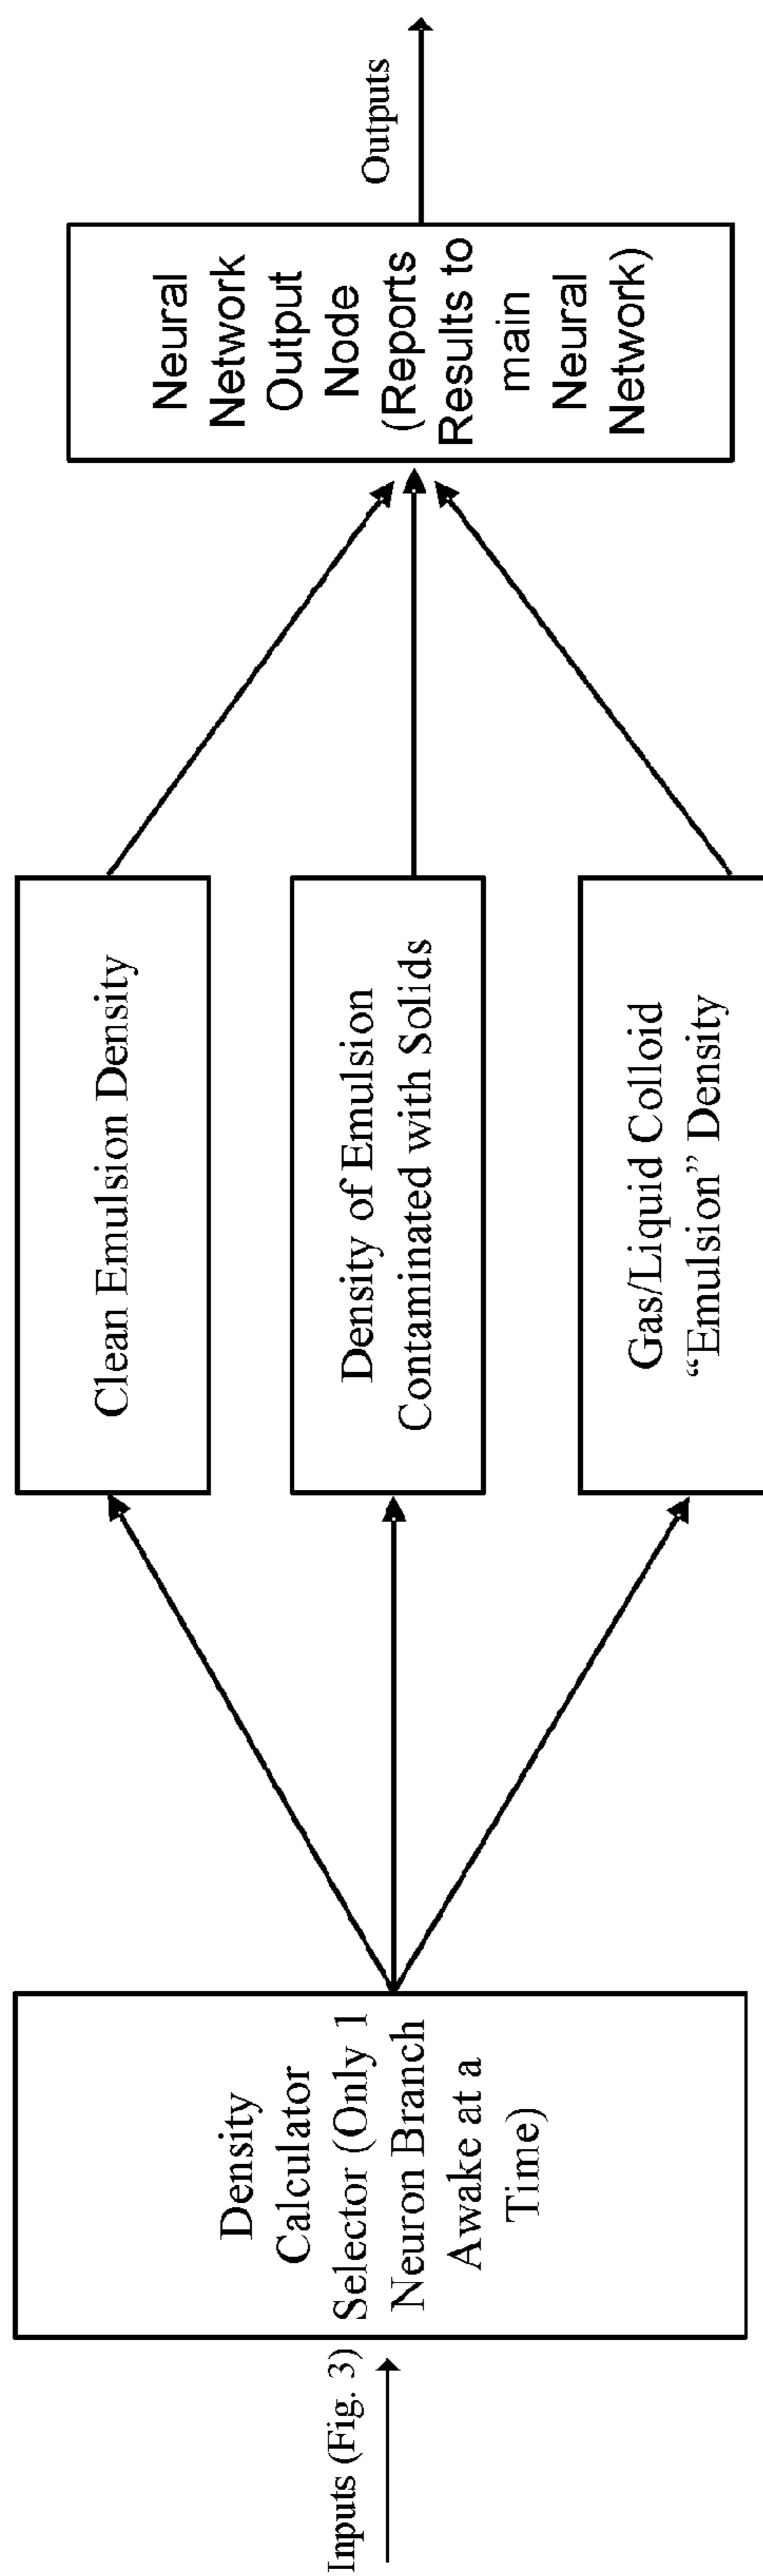 Inputs (Fig. 3)
Density
Calculator
Selector (Only 1
Neuron Branch
Awake at a
Time)
Clean Emulsion Density
Density of Emulsion
Contaminated with Solids
Gas/Liquid Colloid
“Emulsion” Density
Neural
Network
Output
Node
(Reports
Results to
main
Neural
Network)
Outputs